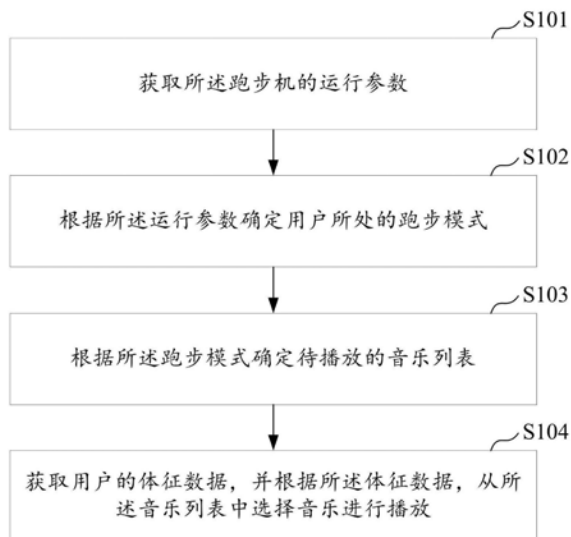 S101
获取所述跑步机的运行参数
S102
根据所述运行参数确定用户所处的跑步模式
S103
根据所述跑步模式确定待播放的音乐列表
S104
获取用户的体征数据，并根据所述体征数据，从所
述音乐列表中选择音乐进行播放